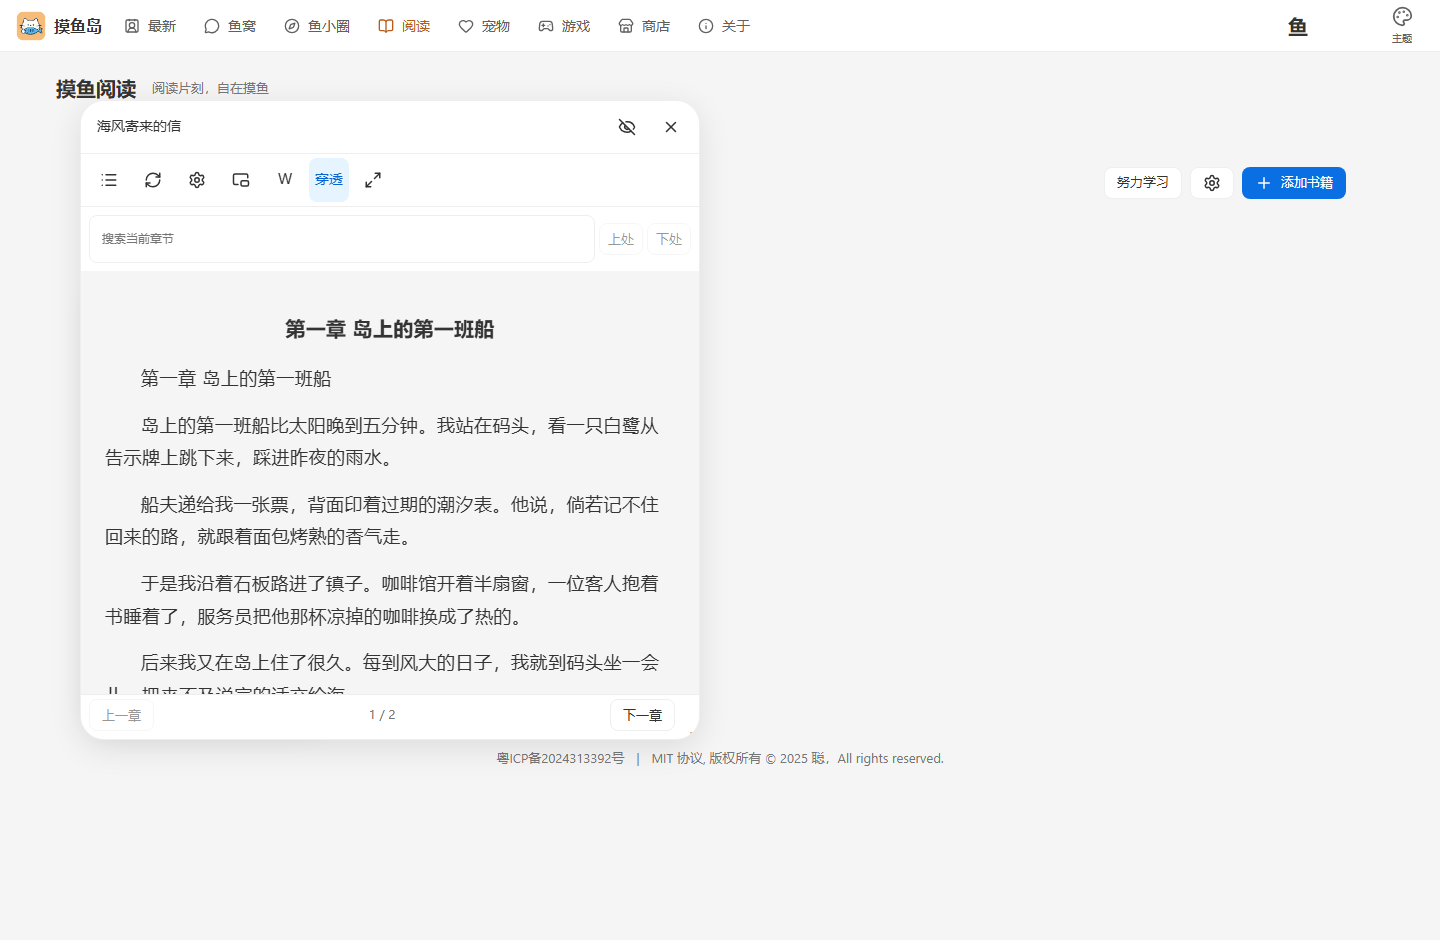 摸鱼岛 最新 鱼窝 鱼小圈 阅读 宠物 游戏 商店 关于 鱼 主题
摸鱼阅读 阅读片刻，自在摸鱼
海风寄来的信
W 穿透
努力学习 添加书籍
搜索当前章节 上处 下处
第一章 岛上的第一班船
第一章 岛上的第一班船
岛上的第一班船比太阳晚到五分钟。我站在码头，看一只白鹭从
告示牌上跳下来，踩进昨夜的雨水。
船夫递给我一张票，背面印着过期的潮汐表。他说，倘若记不住
回来的路，就跟着面包烤熟的香气走。
于是我沿着石板路进了镇子。咖啡馆开着半扇窗，一位客人抱着
书睡着了，服务员把他那杯凉掉的咖啡换成了热的。
后来我又在岛上住了很久。每到风大的日子，我就到码头坐一会
上一章 1 / 2 下一章
粤ICP备2024313392号 | MIT 协议, 版权所有 © 2025 聪，All rights reserved.